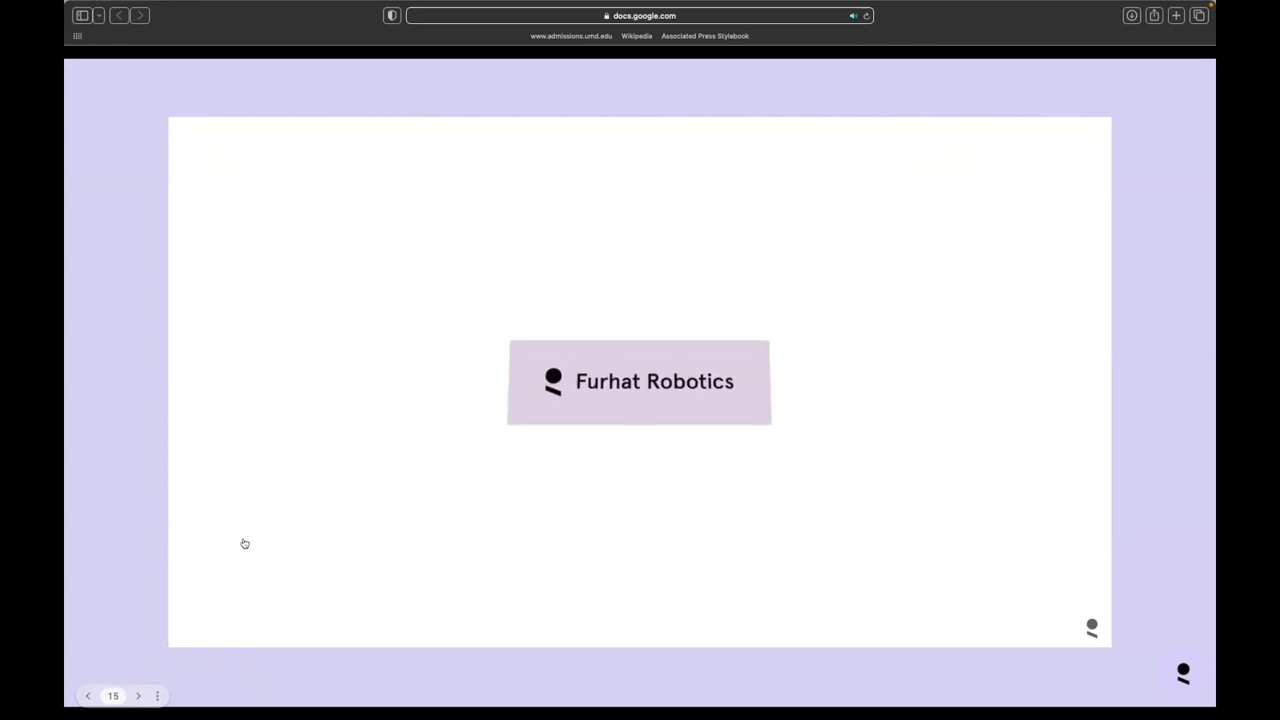 docs.google.com
www.admissions.umd.edu Wikipedia Associated Press Stylebook
Furhat Robotics
15